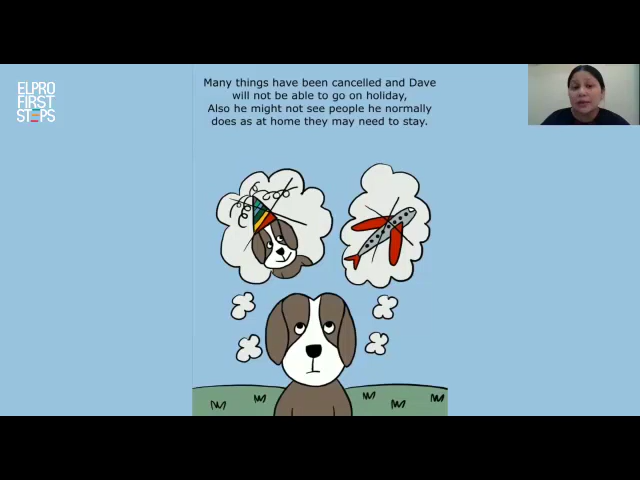 ELPRO
FIRST
STEPS
Many things have been cancelled and Dave
will not be able to go on holiday,
Also he might not see people he normally
does as at home they may need to stay.